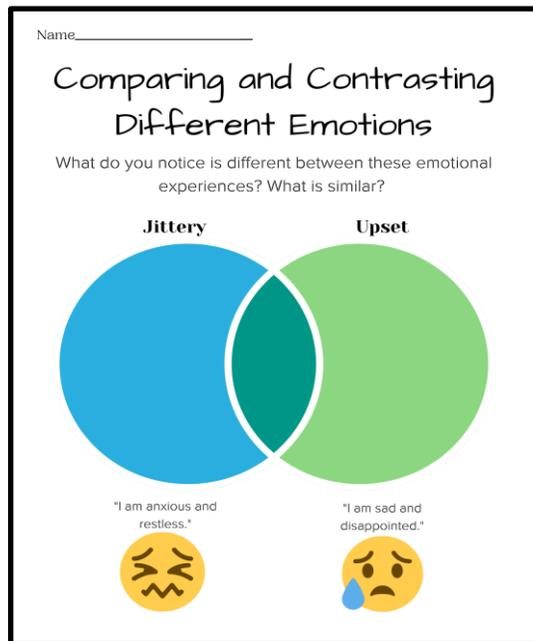 Name
Comparing and Contrasting
Different Emotions
What do you notice is different between these emotional
experiences? What is similar?
Jittery
Upset
"I am anxious and
restless."
"I am sad and
disappointed."